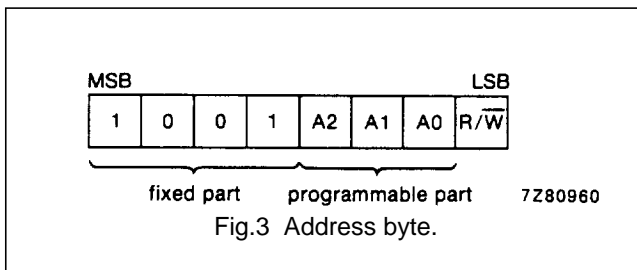 MSB LSB
1 0 0 1 A2 A1 A0 R/W̅
fixed part programmable part 7Z80960
Fig.3 Address byte.